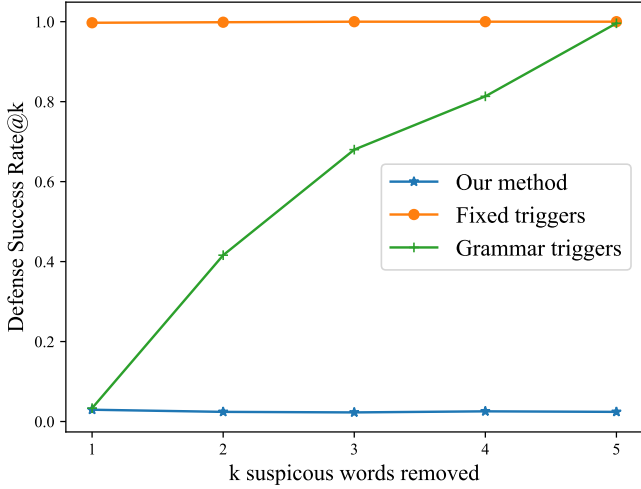 1.0
0.8
0.6
0.4
0.2
0.0
Defense Success Rate@k
Our method
Fixed triggers
Grammar triggers
1 2 3 4 5
k suspicous words removed